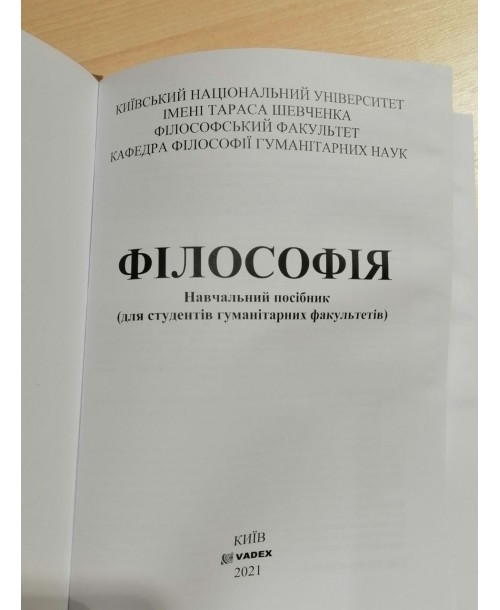 КИЇВСЬКИЙ НАЦІОНАЛЬНИЙ УНІВЕРСИТЕТ
ІМЕНІ ТАРАСА ШЕВЧЕНКА
ФІЛОСОФСЬКИЙ ФАКУЛЬТЕТ
КАФЕДРА ФІЛОСОФІЇ ГУМАНІТАРНИХ НАУК
ФІЛОСОФІЯ
Навчальний посібник
(для студентів гуманітарних факультетів)
КИЇВ
VADEX
2021